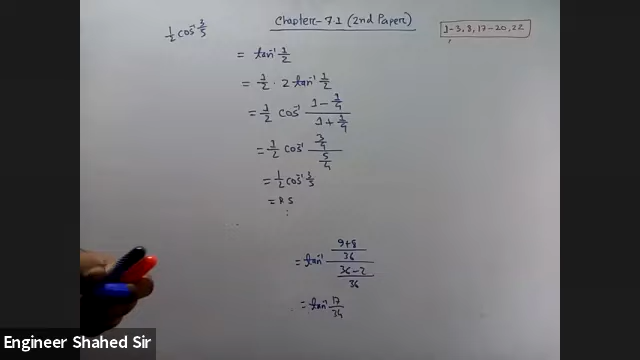 Chapter-7.1 (2nd Paper)
1-3, 8, 17-20, 22
½ cos⁻¹ 3/5
= tan⁻¹ 1/2
= 1/2 · 2 tan⁻¹ 1/2
= 1/2 cos⁻¹ (1 - 1/4)/(1 + 1/4)
= 1/2 cos⁻¹ (3/4)/(5/4)
= 1/2 cos⁻¹ 3/5
= R S
= tan⁻¹ ((9+8)/36)/((36-2)/36)
= tan⁻¹ 17/34
Engineer Shahed Sir